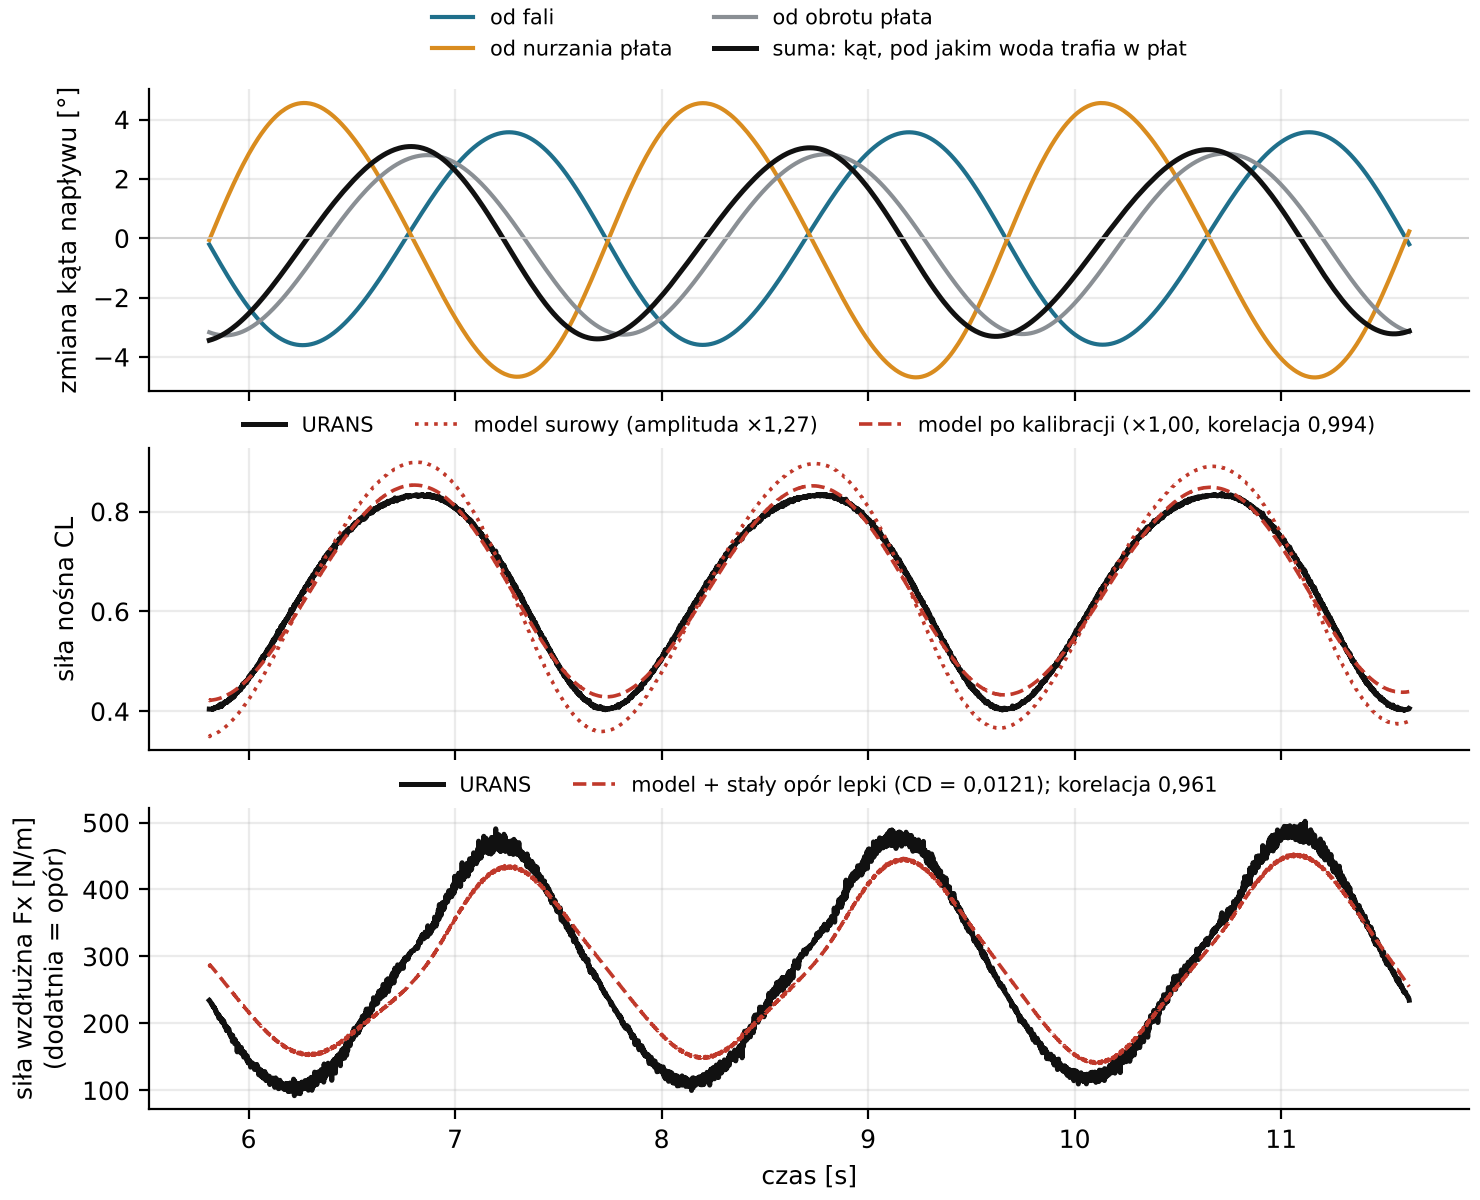 od fali
od obrotu płata
od nurzania płata
suma: kąt, pod jakim woda trafia w płat
zmiana kąta napływu [°]
4
2
0
−2
−4
URANS
model surowy (amplituda ×1,27)
model po kalibracji (×1,00, korelacja 0,994)
siła nośna CL
0.8
0.6
0.4
URANS
model + stały opór lepki (CD = 0,0121); korelacja 0,961
siła wzdłużna Fx [N/m]
(dodatnia = opór)
500
400
300
200
100
6
7
8
9
10
11
czas [s]